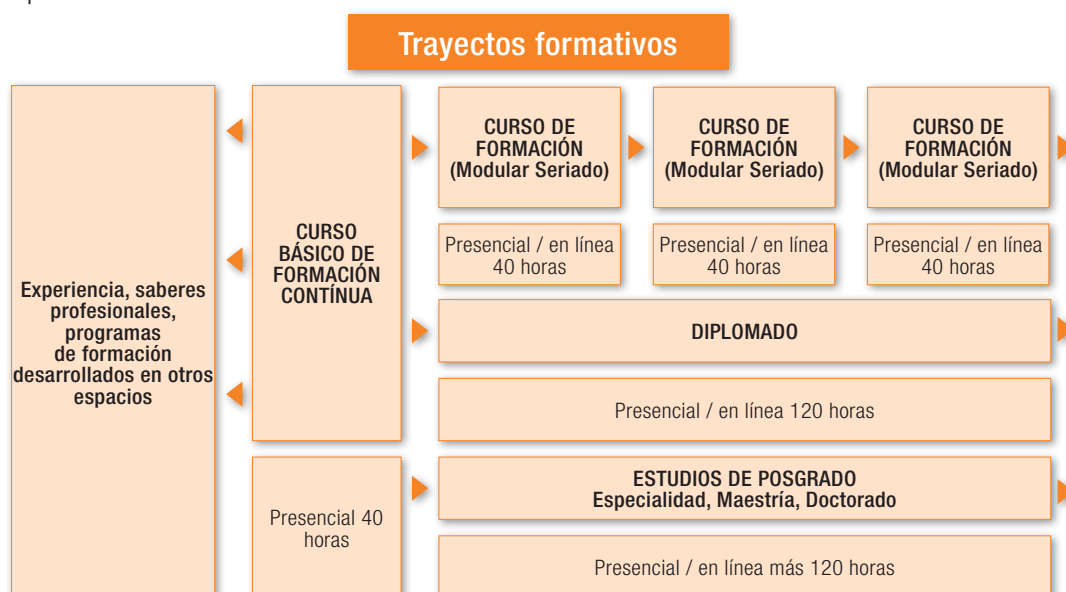 Trayectos formativos
Experiencia, saberes
profesionales,
programas
de formación
desarrollados en otros
espacios
CURSO
BÁSICO DE
FORMACIÓN
CONTÍNUA
Presencial 40
horas
CURSO DE
FORMACIÓN
(Modular Seriado)
CURSO DE
FORMACIÓN
(Modular Seriado)
CURSO DE
FORMACIÓN
(Modular Seriado)
Presencial / en línea
40 horas
Presencial / en línea
40 horas
Presencial / en línea
40 horas
DIPLOMADO
Presencial / en línea 120 horas
ESTUDIOS DE POSGRADO
Especialidad, Maestría, Doctorado
Presencial / en línea más 120 horas